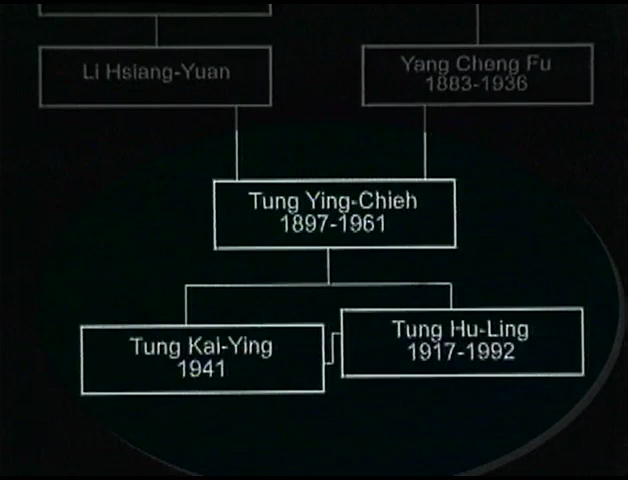 Li Hsiang-Yuan
Yang Cheng Fu
1883-1936
Tung Ying-Chieh
1897-1961
Tung Kai-Ying
1941
Tung Hu-Ling
1917-1992